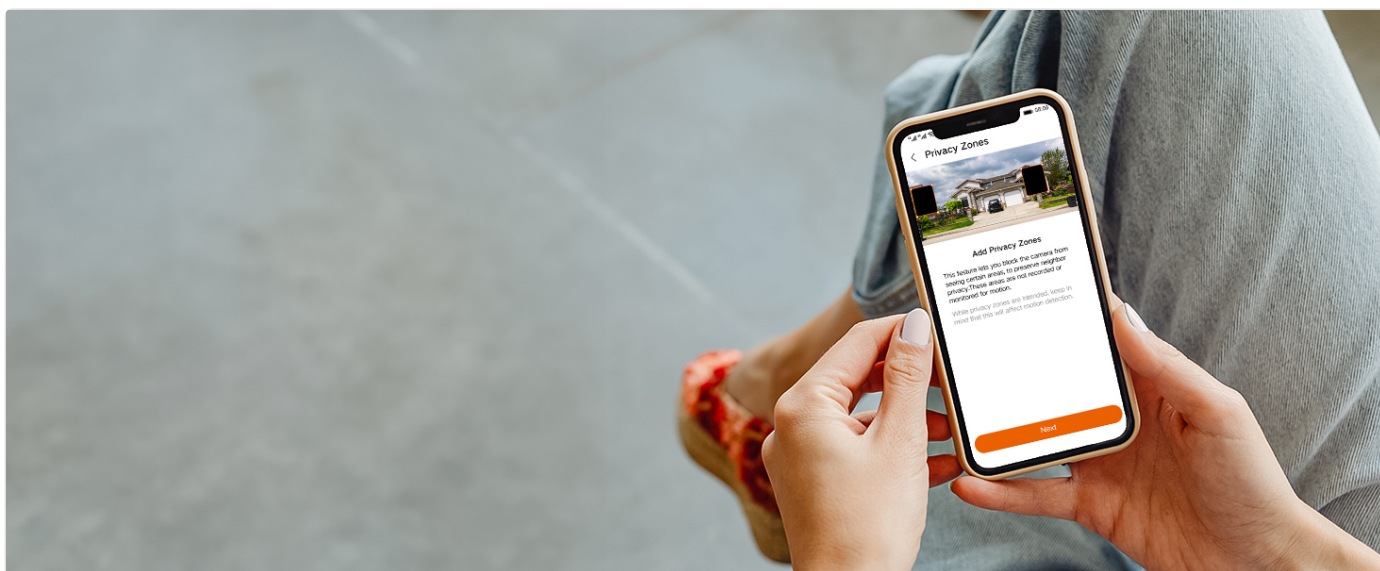 08:08
Privacy Zones
Add Privacy Zones
This feature lets you block the camera from
seeing certain areas, to preserve neighbor
privacy.These areas are not recorded or
monitored for motion.
While privacy zones are intended, keep in
mind that this will affect motion detection.
Next